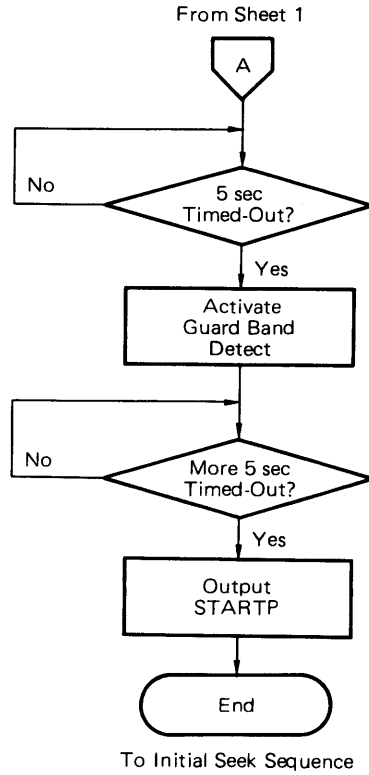 From Sheet 1
A
No
5 sec
Timed-Out?
Yes
Activate
Guard Band
Detect
No
More 5 sec
Timed-Out?
Yes
Output
STARTP
End
To Initial Seek Sequence